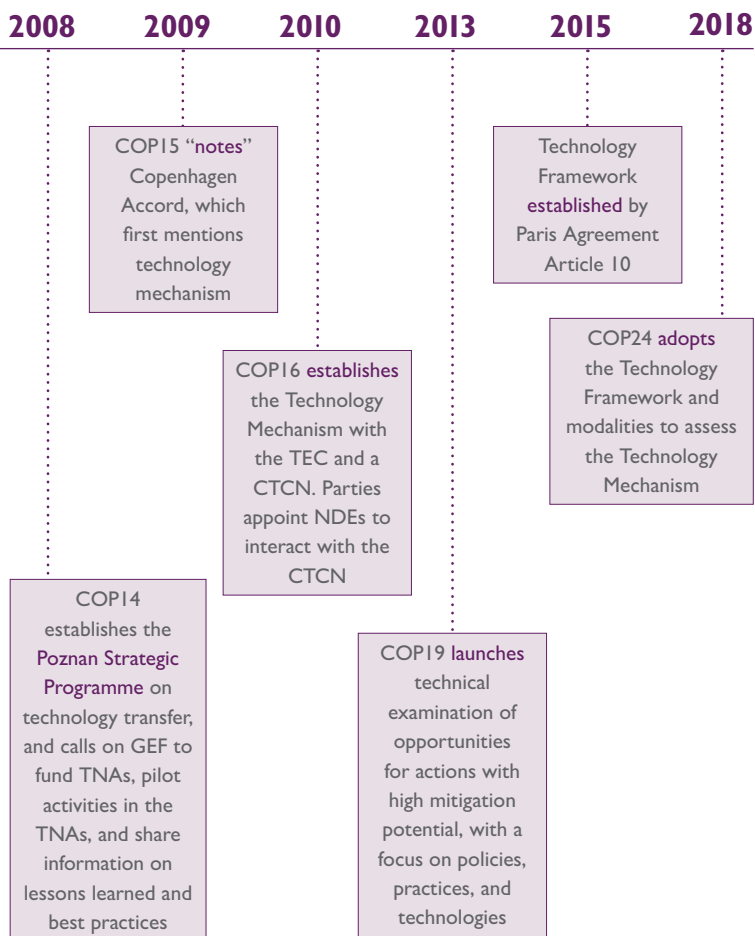 2008 2009 2010 2013 2015 2018
COP14
establishes the
Poznan Strategic
Programme on
technology transfer,
and calls on GEF to
fund TNAs, pilot
activities in the
TNAs, and share
information on
lessons learned and
best practices
COP15 “notes”
Copenhagen
Accord, which
first mentions
technology
mechanism
COP16 establishes
the Technology
Mechanism with
the TEC and a
CTCN. Parties
appoint NDEs to
interact with the
CTCN
COP19 launches
technical
examination of
opportunities
for actions with
high mitigation
potential, with a
focus on policies,
practices, and
technologies
Technology
Framework
established by
Paris Agreement
Article 10
COP24 adopts
the Technology
Framework and
modalities to assess
the Technology
Mechanism